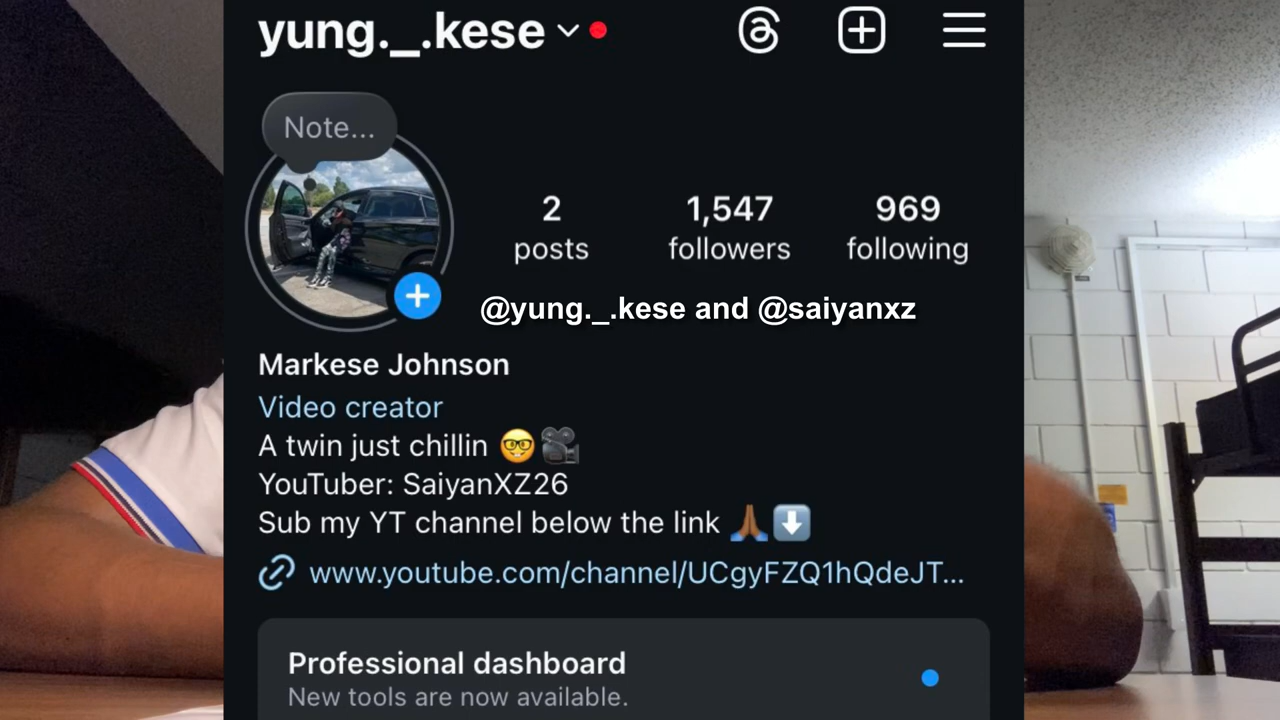 yung._.kese
Note...
2
posts
1,547
followers
969
following
@yung._.kese and @saiyanxz
Markese Johnson
Video creator
A twin just chillin 🤓🎥
YouTuber: SaiyanXZ26
Sub my YT channel below the link 🙏🏾⬇️
www.youtube.com/channel/UCgyFZQ1hQdeJT...
Professional dashboard
New tools are now available.